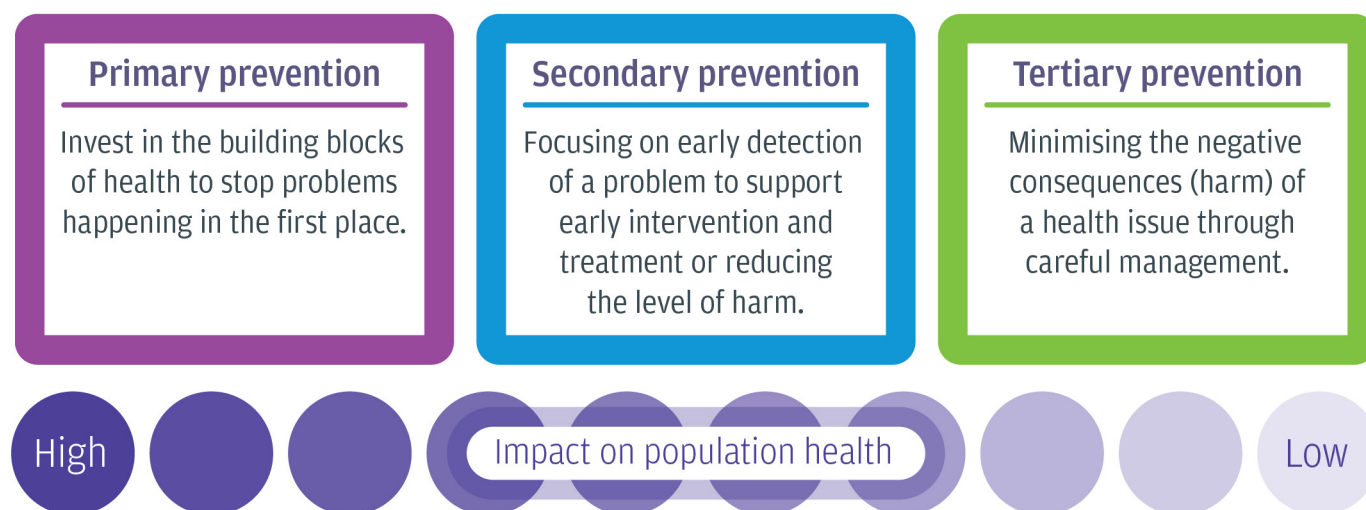 Primary prevention
Invest in the building blocks
of health to stop problems
happening in the first place.
Secondary prevention
Focusing on early detection
of a problem to support
early intervention and
treatment or reducing
the level of harm.
Tertiary prevention
Minimising the negative
consequences (harm) of
a health issue through
careful management.
High
Impact on population health
Low